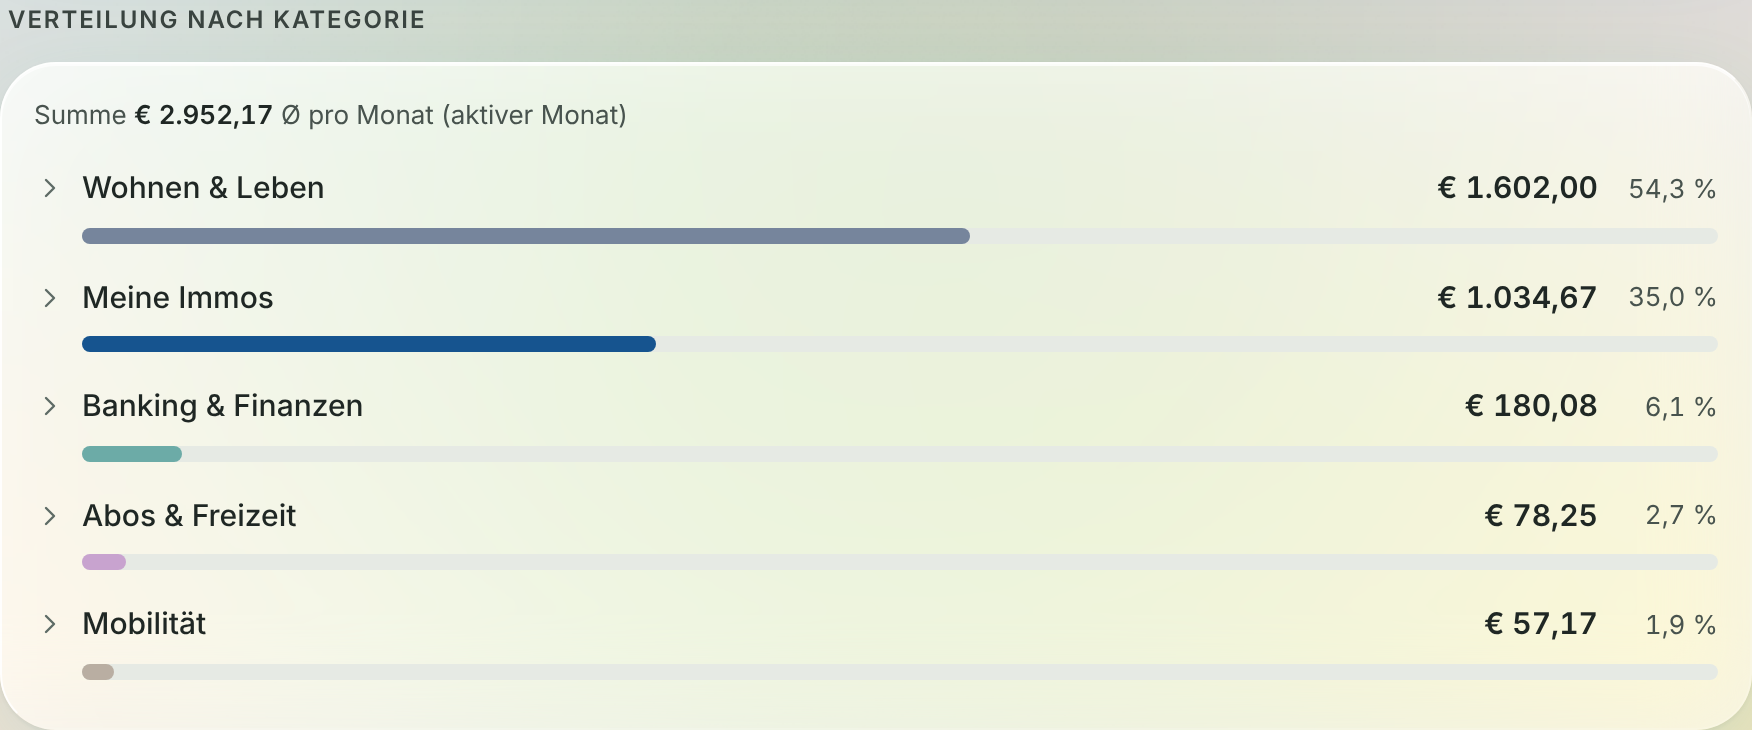 VERTEILUNG NACH KATEGORIE
Summe € 2.952,17 Ø pro Monat (aktiver Monat)
Wohnen & Leben € 1.602,00 54,3 %
Meine Immos € 1.034,67 35,0 %
Banking & Finanzen € 180,08 6,1 %
Abos & Freizeit € 78,25 2,7 %
Mobilität € 57,17 1,9 %